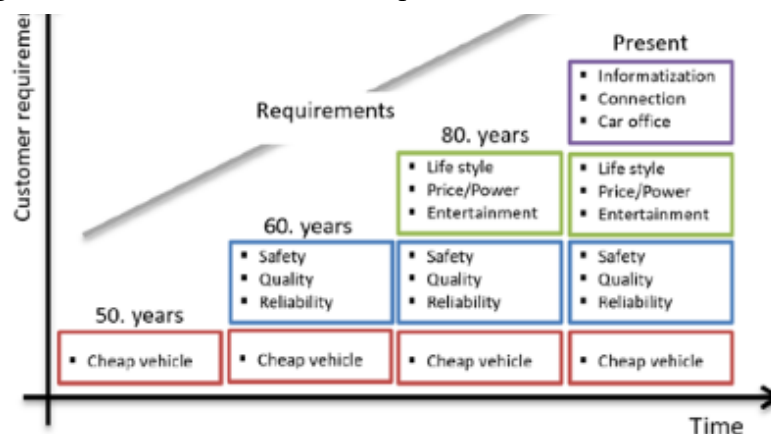 Customer requireme
Requirements
50. years
▪ Cheap vehicle
60. years
▪ Safety
▪ Quality
▪ Reliability
▪ Cheap vehicle
80. years
▪ Life style
▪ Price/Power
▪ Entertainment
▪ Safety
▪ Quality
▪ Reliability
▪ Cheap vehicle
Present
▪ Informatization
▪ Connection
▪ Car office
▪ Life style
▪ Price/Power
▪ Entertainment
▪ Safety
▪ Quality
▪ Reliability
▪ Cheap vehicle
Time